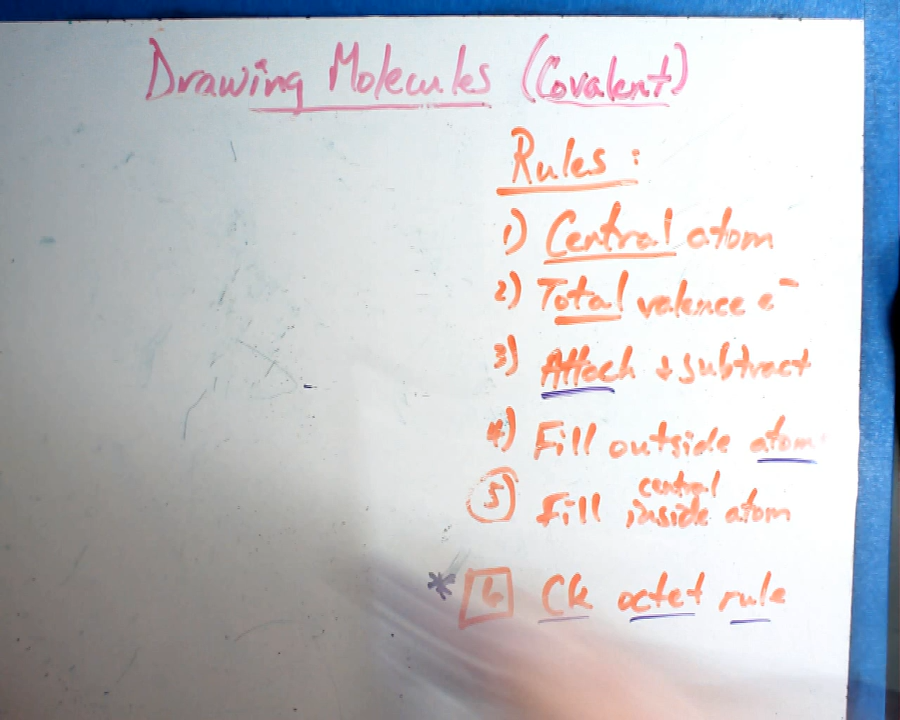 Drawing Molecules (Covalent)
Rules:
1) Central atom
2) Total valence e⁻
3) Attach + subtract
4) Fill outside atom
central
5) Fill inside atom
* 6 Ck octet rule